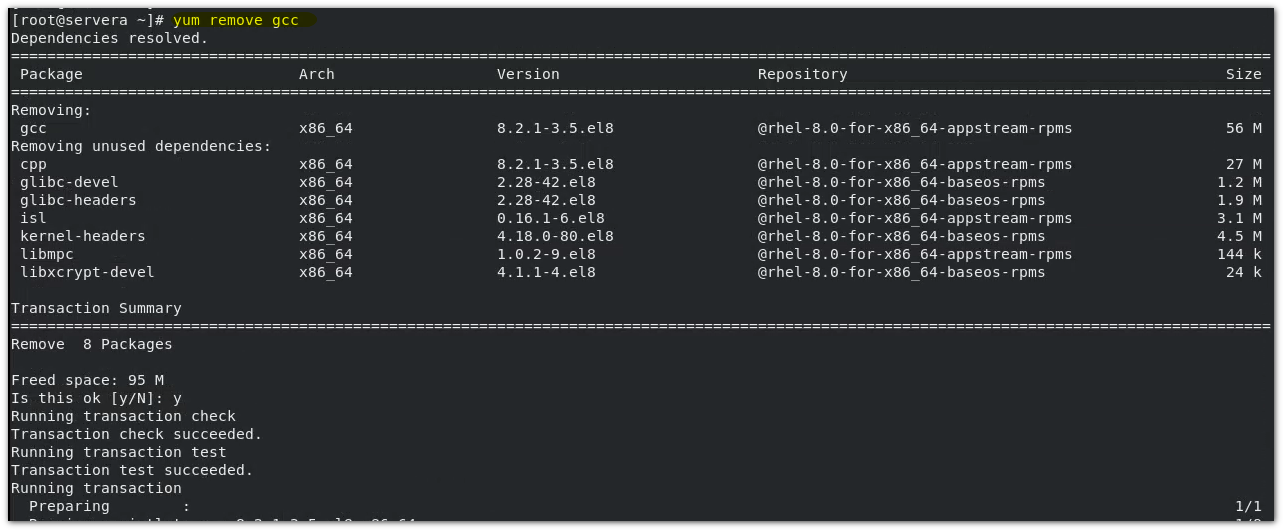 [root@servera ~]# yum remove gcc
Dependencies resolved.
================================================================================
Package Arch Version Repository Size
================================================================================
Removing:
gcc x86_64 8.2.1-3.5.el8 @rhel-8.0-for-x86_64-appstream-rpms 56 M
Removing unused dependencies:
cpp x86_64 8.2.1-3.5.el8 @rhel-8.0-for-x86_64-appstream-rpms 27 M
glibc-devel x86_64 2.28-42.el8 @rhel-8.0-for-x86_64-baseos-rpms 1.2 M
glibc-headers x86_64 2.28-42.el8 @rhel-8.0-for-x86_64-baseos-rpms 1.9 M
isl x86_64 0.16.1-6.el8 @rhel-8.0-for-x86_64-appstream-rpms 3.1 M
kernel-headers x86_64 4.18.0-80.el8 @rhel-8.0-for-x86_64-baseos-rpms 4.5 M
libmpc x86_64 1.0.2-9.el8 @rhel-8.0-for-x86_64-appstream-rpms 144 k
libxcrypt-devel x86_64 4.1.1-4.el8 @rhel-8.0-for-x86_64-baseos-rpms 24 k
Transaction Summary
================================================================================
Remove 8 Packages
Freed space: 95 M
Is this ok [y/N]: y
Running transaction check
Transaction check succeeded.
Running transaction test
Transaction test succeeded.
Running transaction
Preparing : 1/1